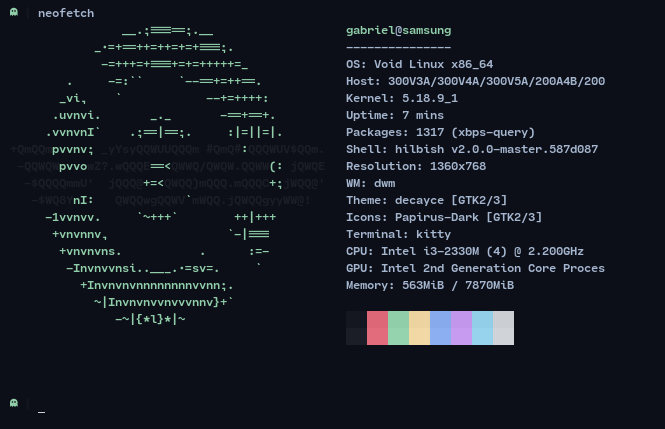 neofetch
gabriel@samsung
---------------
OS: Void Linux x86_64
Host: 300V3A/300V4A/300V5A/200A4B/200
Kernel: 5.18.9_1
Uptime: 7 mins
Packages: 1317 (xbps-query)
Shell: hilbish v2.0.0-master.587d087
Resolution: 1360x768
WM: dwm
Theme: decayce [GTK2/3]
Icons: Papirus-Dark [GTK2/3]
Terminal: kitty
CPU: Intel i3-2330M (4) @ 2.200GHz
GPU: Intel 2nd Generation Core Proces
Memory: 563MiB / 7870MiB